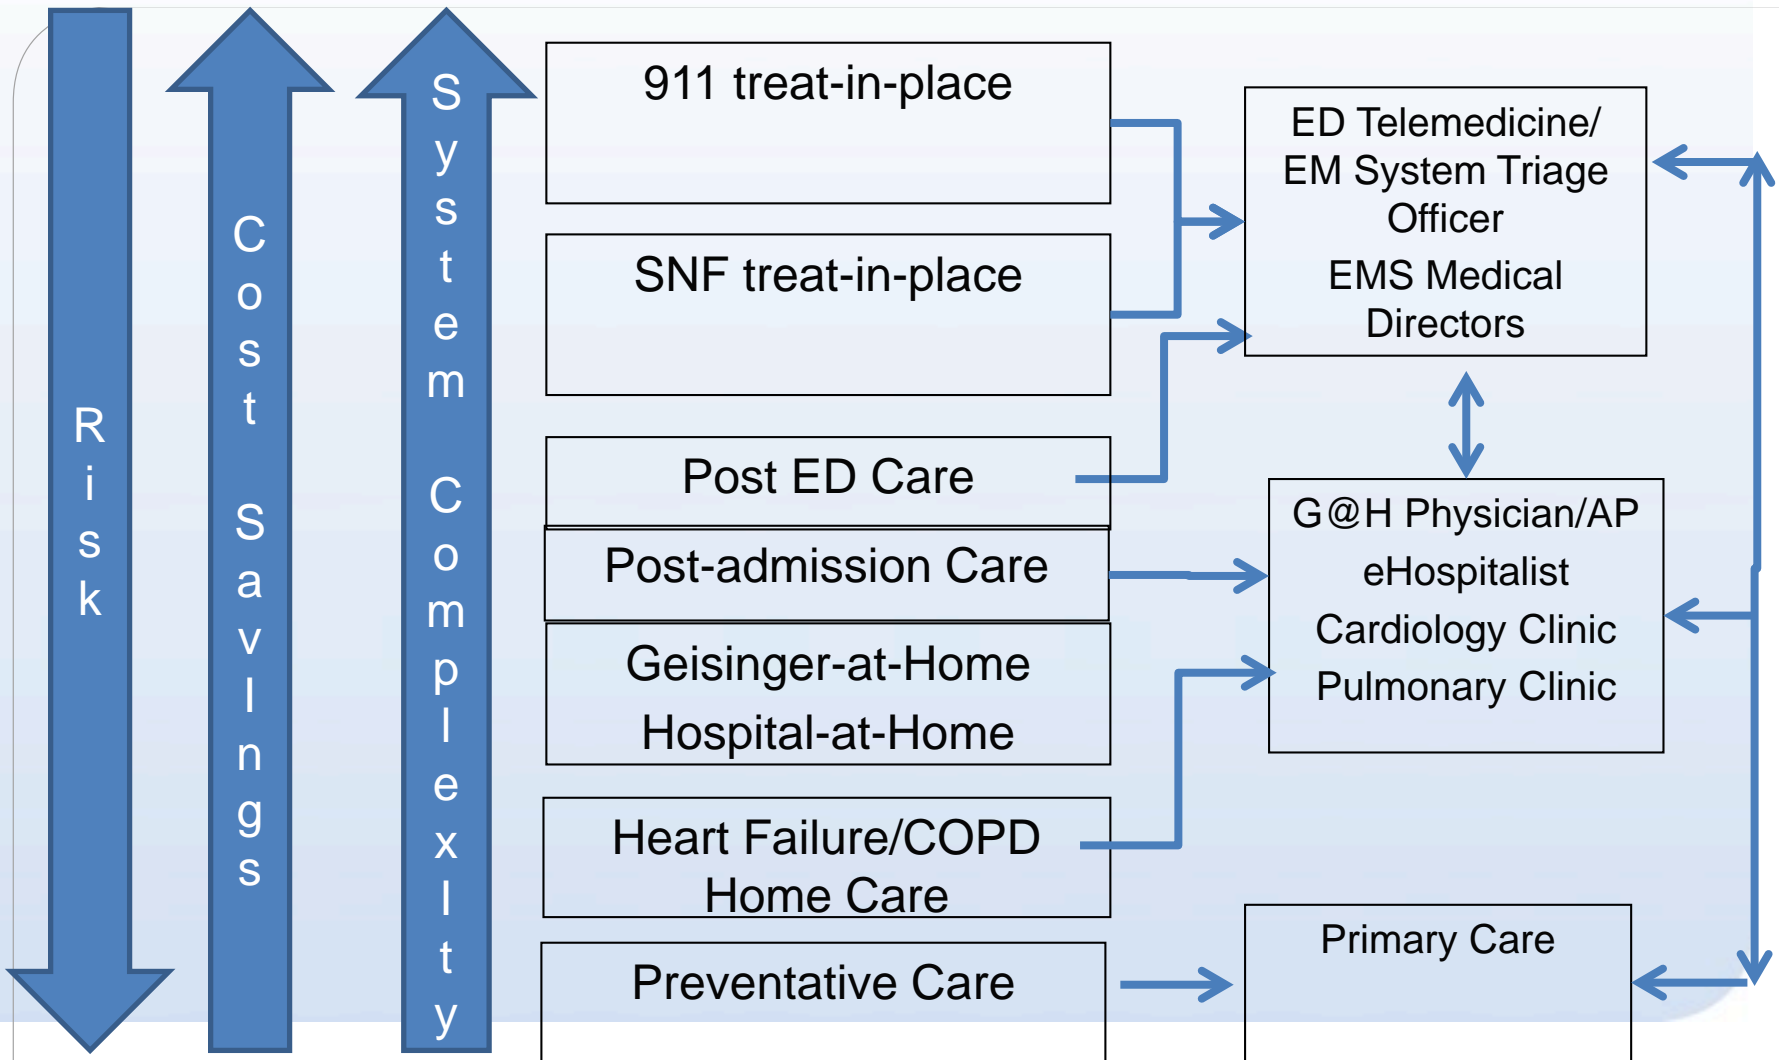 Risk
Cost SavIngs
System ComplexIty
911 treat-in-place
SNF treat-in-place
Post ED Care
Post-admission Care
Geisinger-at-Home
Hospital-at-Home
Heart Failure/COPD
Home Care
Preventative Care
ED Telemedicine/
EM System Triage
Officer
EMS Medical
Directors
G@H Physician/AP
eHospitalist
Cardiology Clinic
Pulmonary Clinic
Primary Care